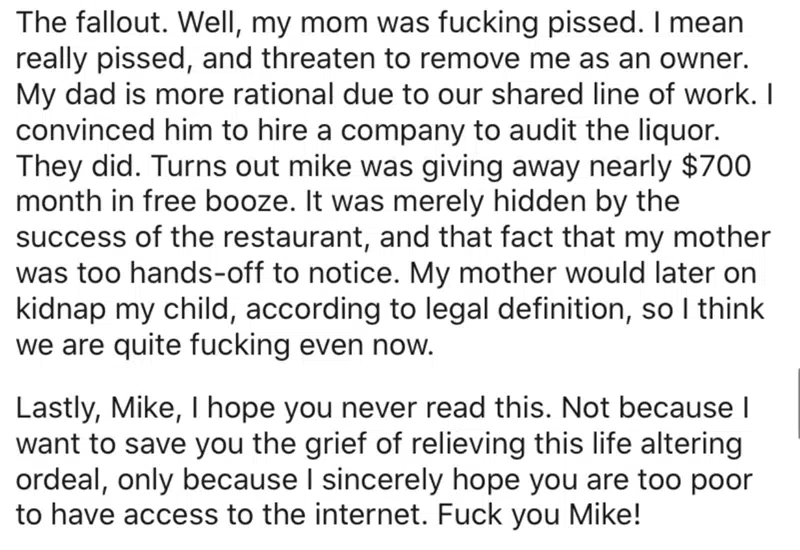 The fallout. Well, my mom was fucking pissed. I mean
really pissed, and threaten to remove me as an owner.
My dad is more rational due to our shared line of work. I
convinced him to hire a company to audit the liquor.
They did. Turns out mike was giving away nearly $700
month in free booze. It was merely hidden by the
success of the restaurant, and that fact that my mother
was too hands-off to notice. My mother would later on
kidnap my child, according to legal definition, so I think
we are quite fucking even now.
Lastly, Mike, I hope you never read this. Not because I
want to save you the grief of relieving this life altering
ordeal, only because I sincerely hope you are too poor
to have access to the internet. Fuck you Mike!